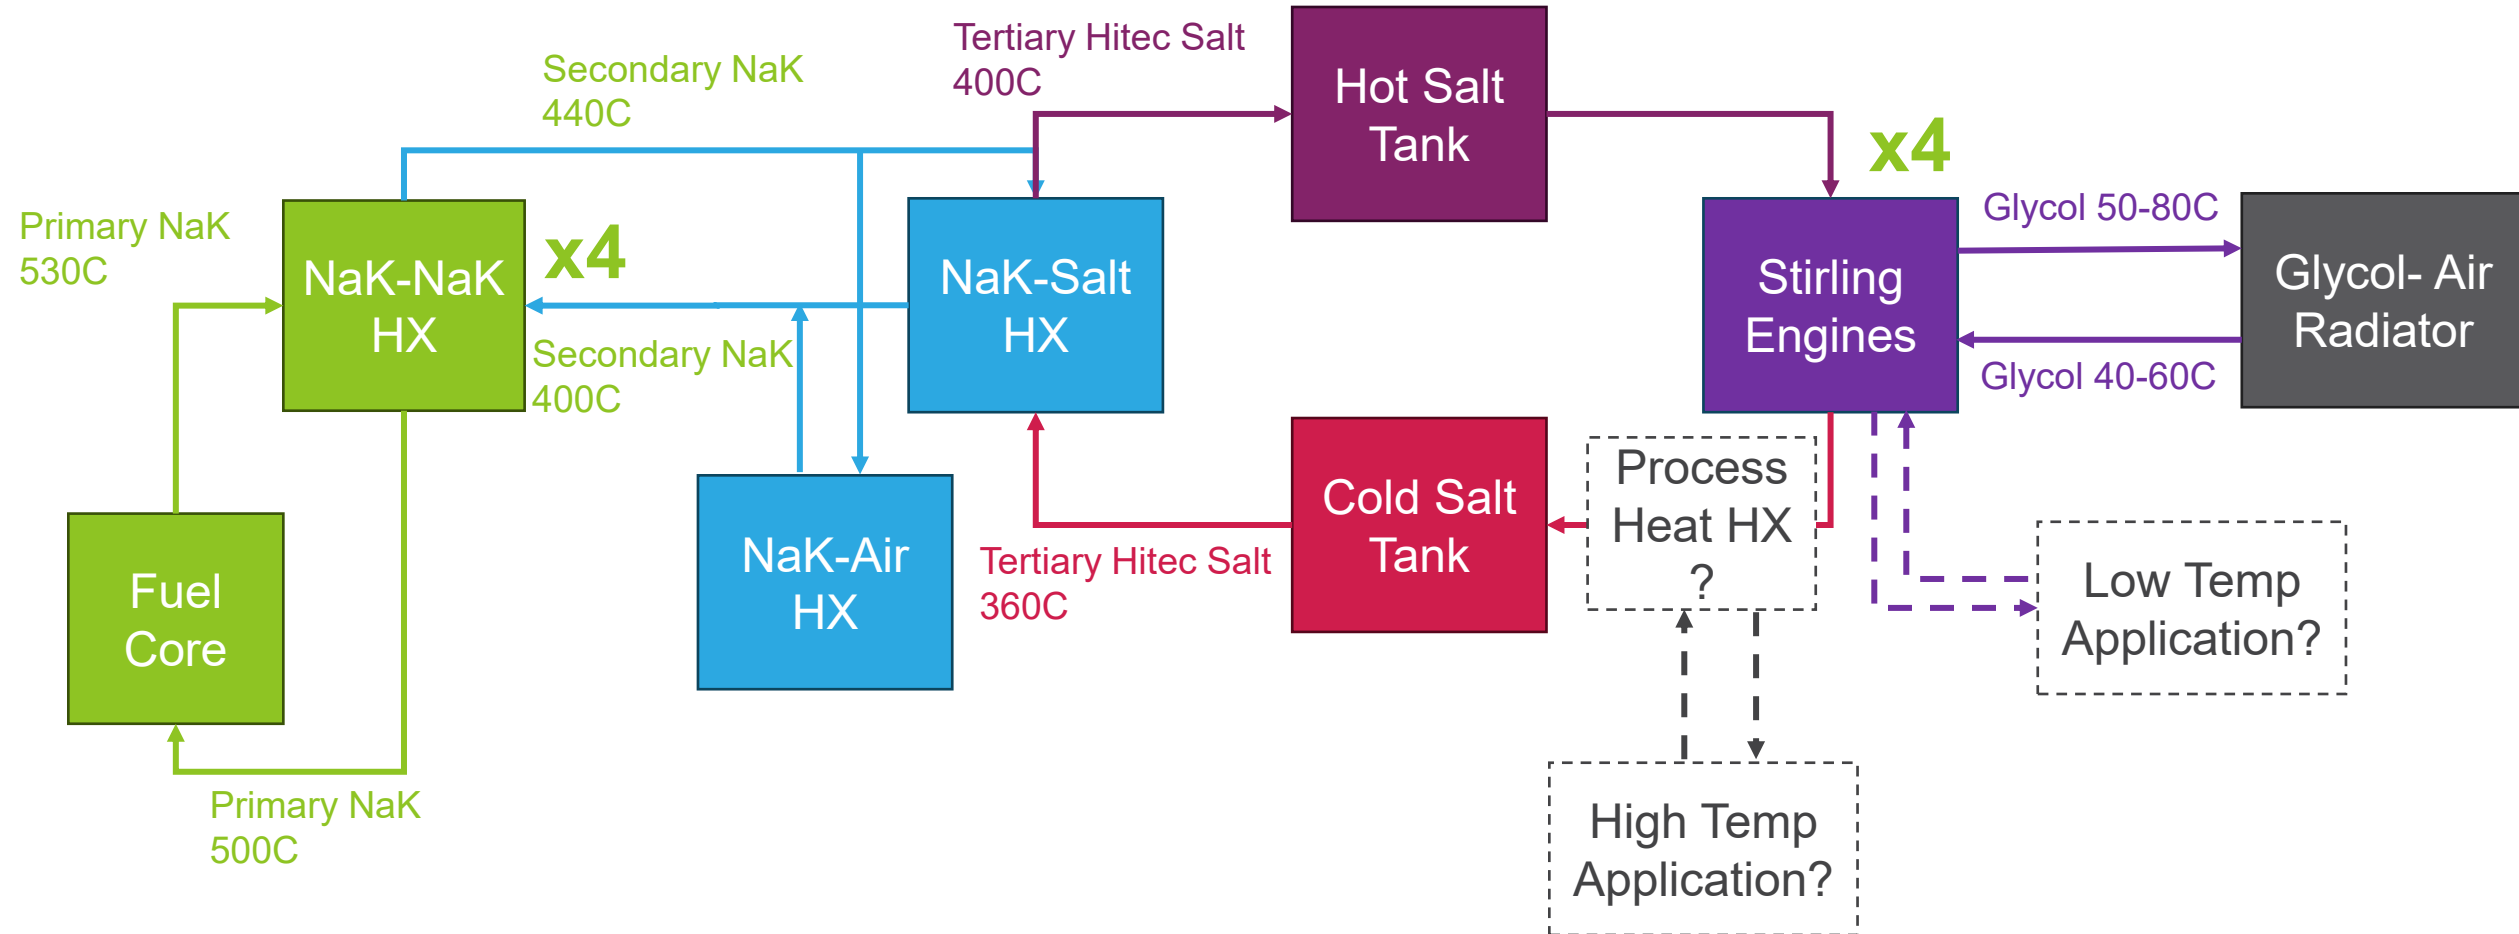 Tertiary Hitec Salt
400C
Secondary NaK
440C
Hot Salt
Tank
x4
Primary NaK
530C
NaK-NaK
HX
x4
NaK-Salt
HX
Stirling
Engines
Glycol 50-80C
Glycol- Air
Radiator
Glycol 40-60C
Secondary NaK
400C
Fuel
Core
NaK-Air
HX
Cold Salt
Tank
Tertiary Hitec Salt
360C
Process
Heat HX
?
Low Temp
Application?
Primary NaK
500C
High Temp
Application?